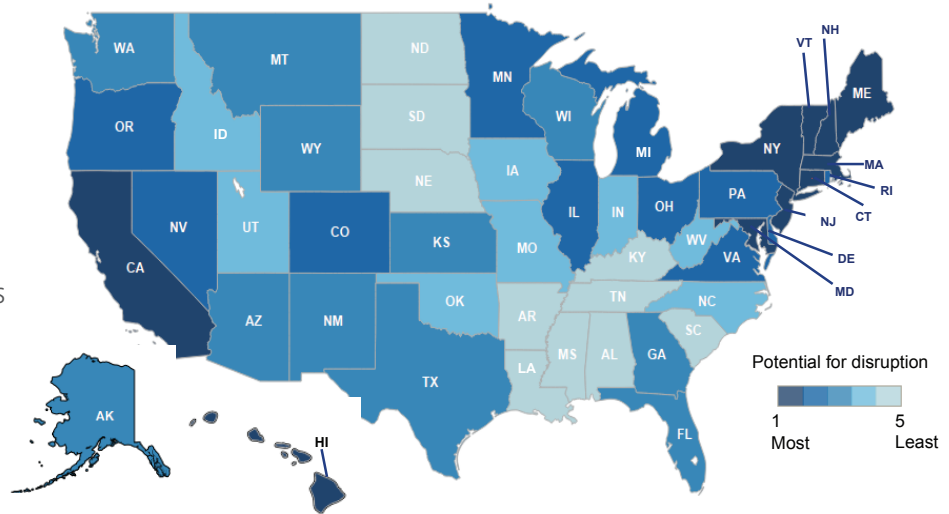 NH
VT
WA
MT
ND
MN
ME
OR
ID
SD
WI
NY
MI
WY
MA
NE
IA
PA
RI
NV
UT
CO
IL
IN
OH
CT
NJ
CA
KS
MO
WV
VA
KY
DE
MD
S
AZ
NM
OK
AR
TN
NC
SC
MS
AL
GA
LA
TX
AK
HI
FL
Potential for disruption
1 5
Most Least